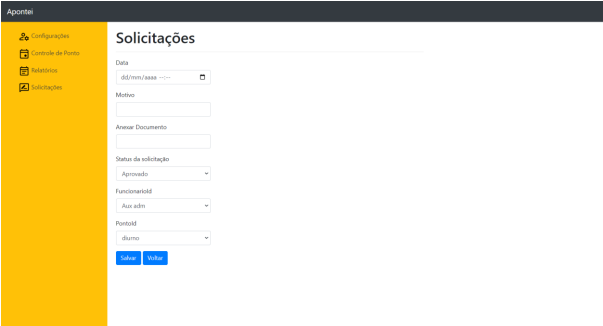 Apontei
Configurações
Controle de Ponto
Relatórios
Solicitações
Solicitações
Data
dd/mm/aaaa --:--
Motivo
Anexar Documento
Status da solicitação
Aprovado
FuncionarioId
Aux adm
PontoId
diurno
Salvar Voltar